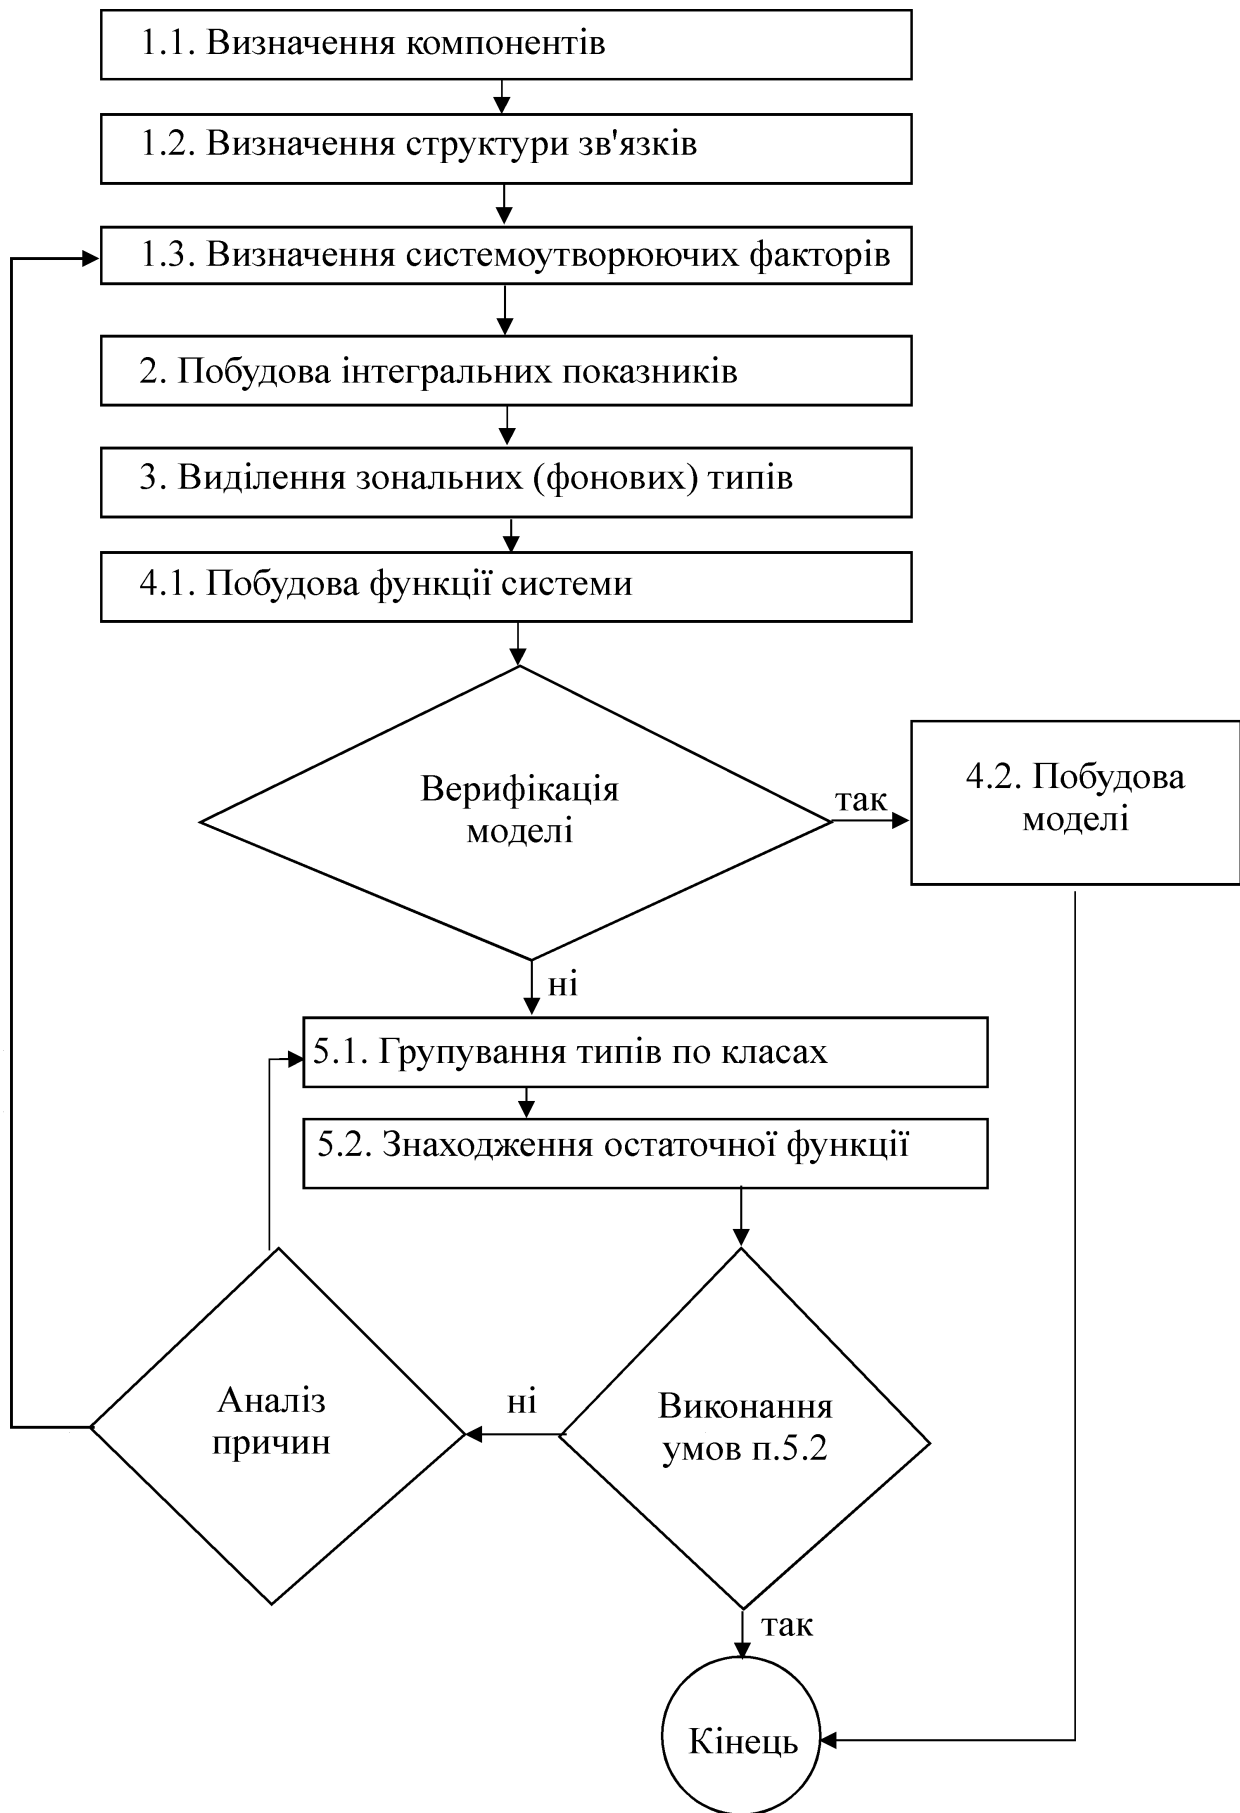 1.1. Визначення компонентів
1.2. Визначення структури зв'язків
1.3. Визначення системоутворюючих факторів
2. Побудова інтегральних показників
3. Виділення зональних (фонових) типів
4.1. Побудова функції системи
Верифікація
моделі
так
4.2. Побудова
моделі
ні
5.1. Групування типів по класах
5.2. Знаходження остаточної функції
Аналіз
причин
ні
Виконання
умов п.5.2
так
Кінець